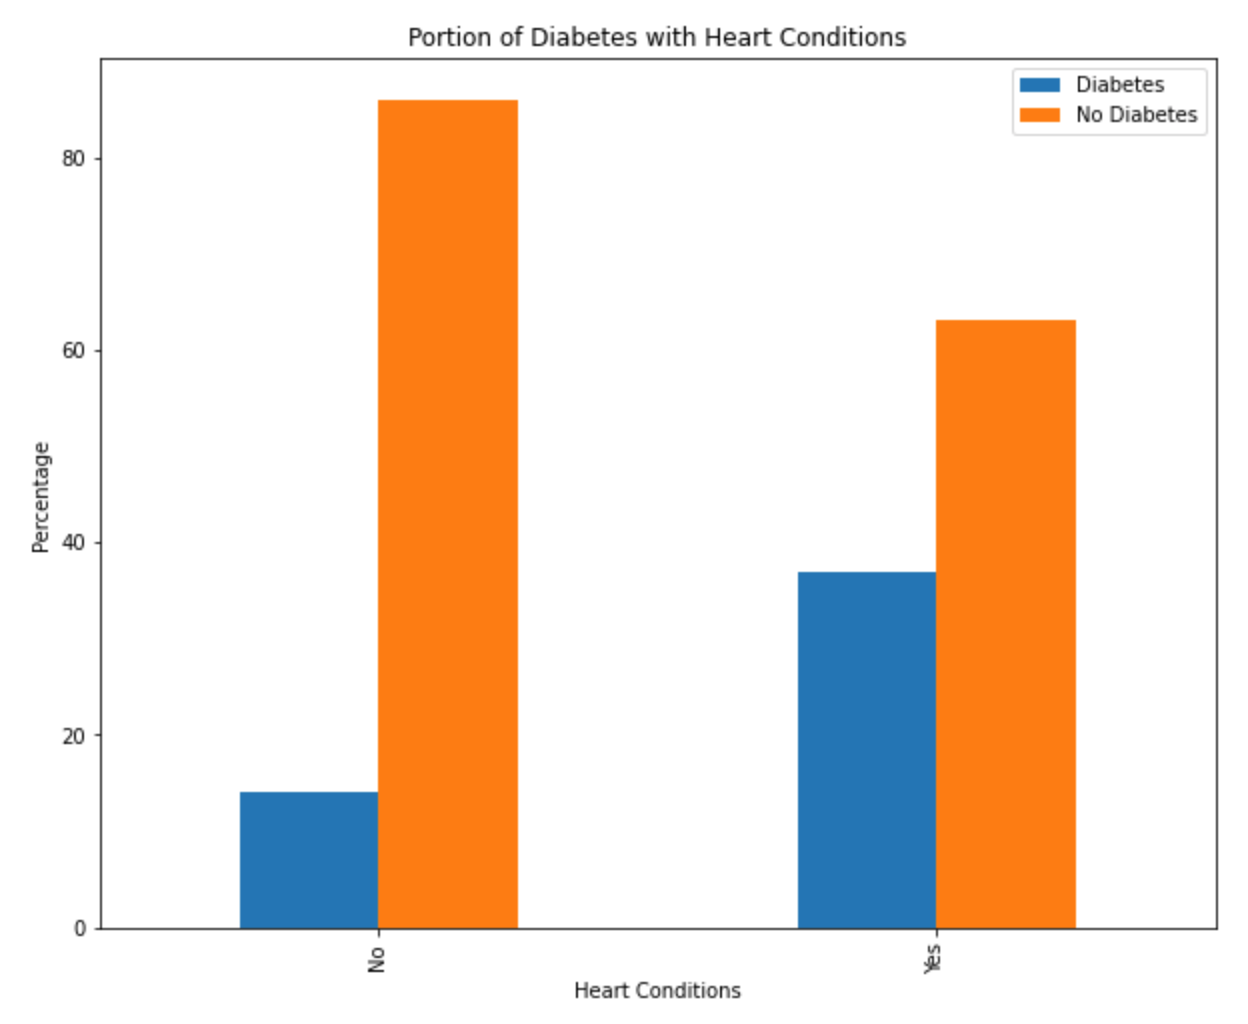 Portion of Diabetes with Heart Conditions
Diabetes
No Diabetes
80
60
40
20
0
Percentage
No
Yes
Heart Conditions